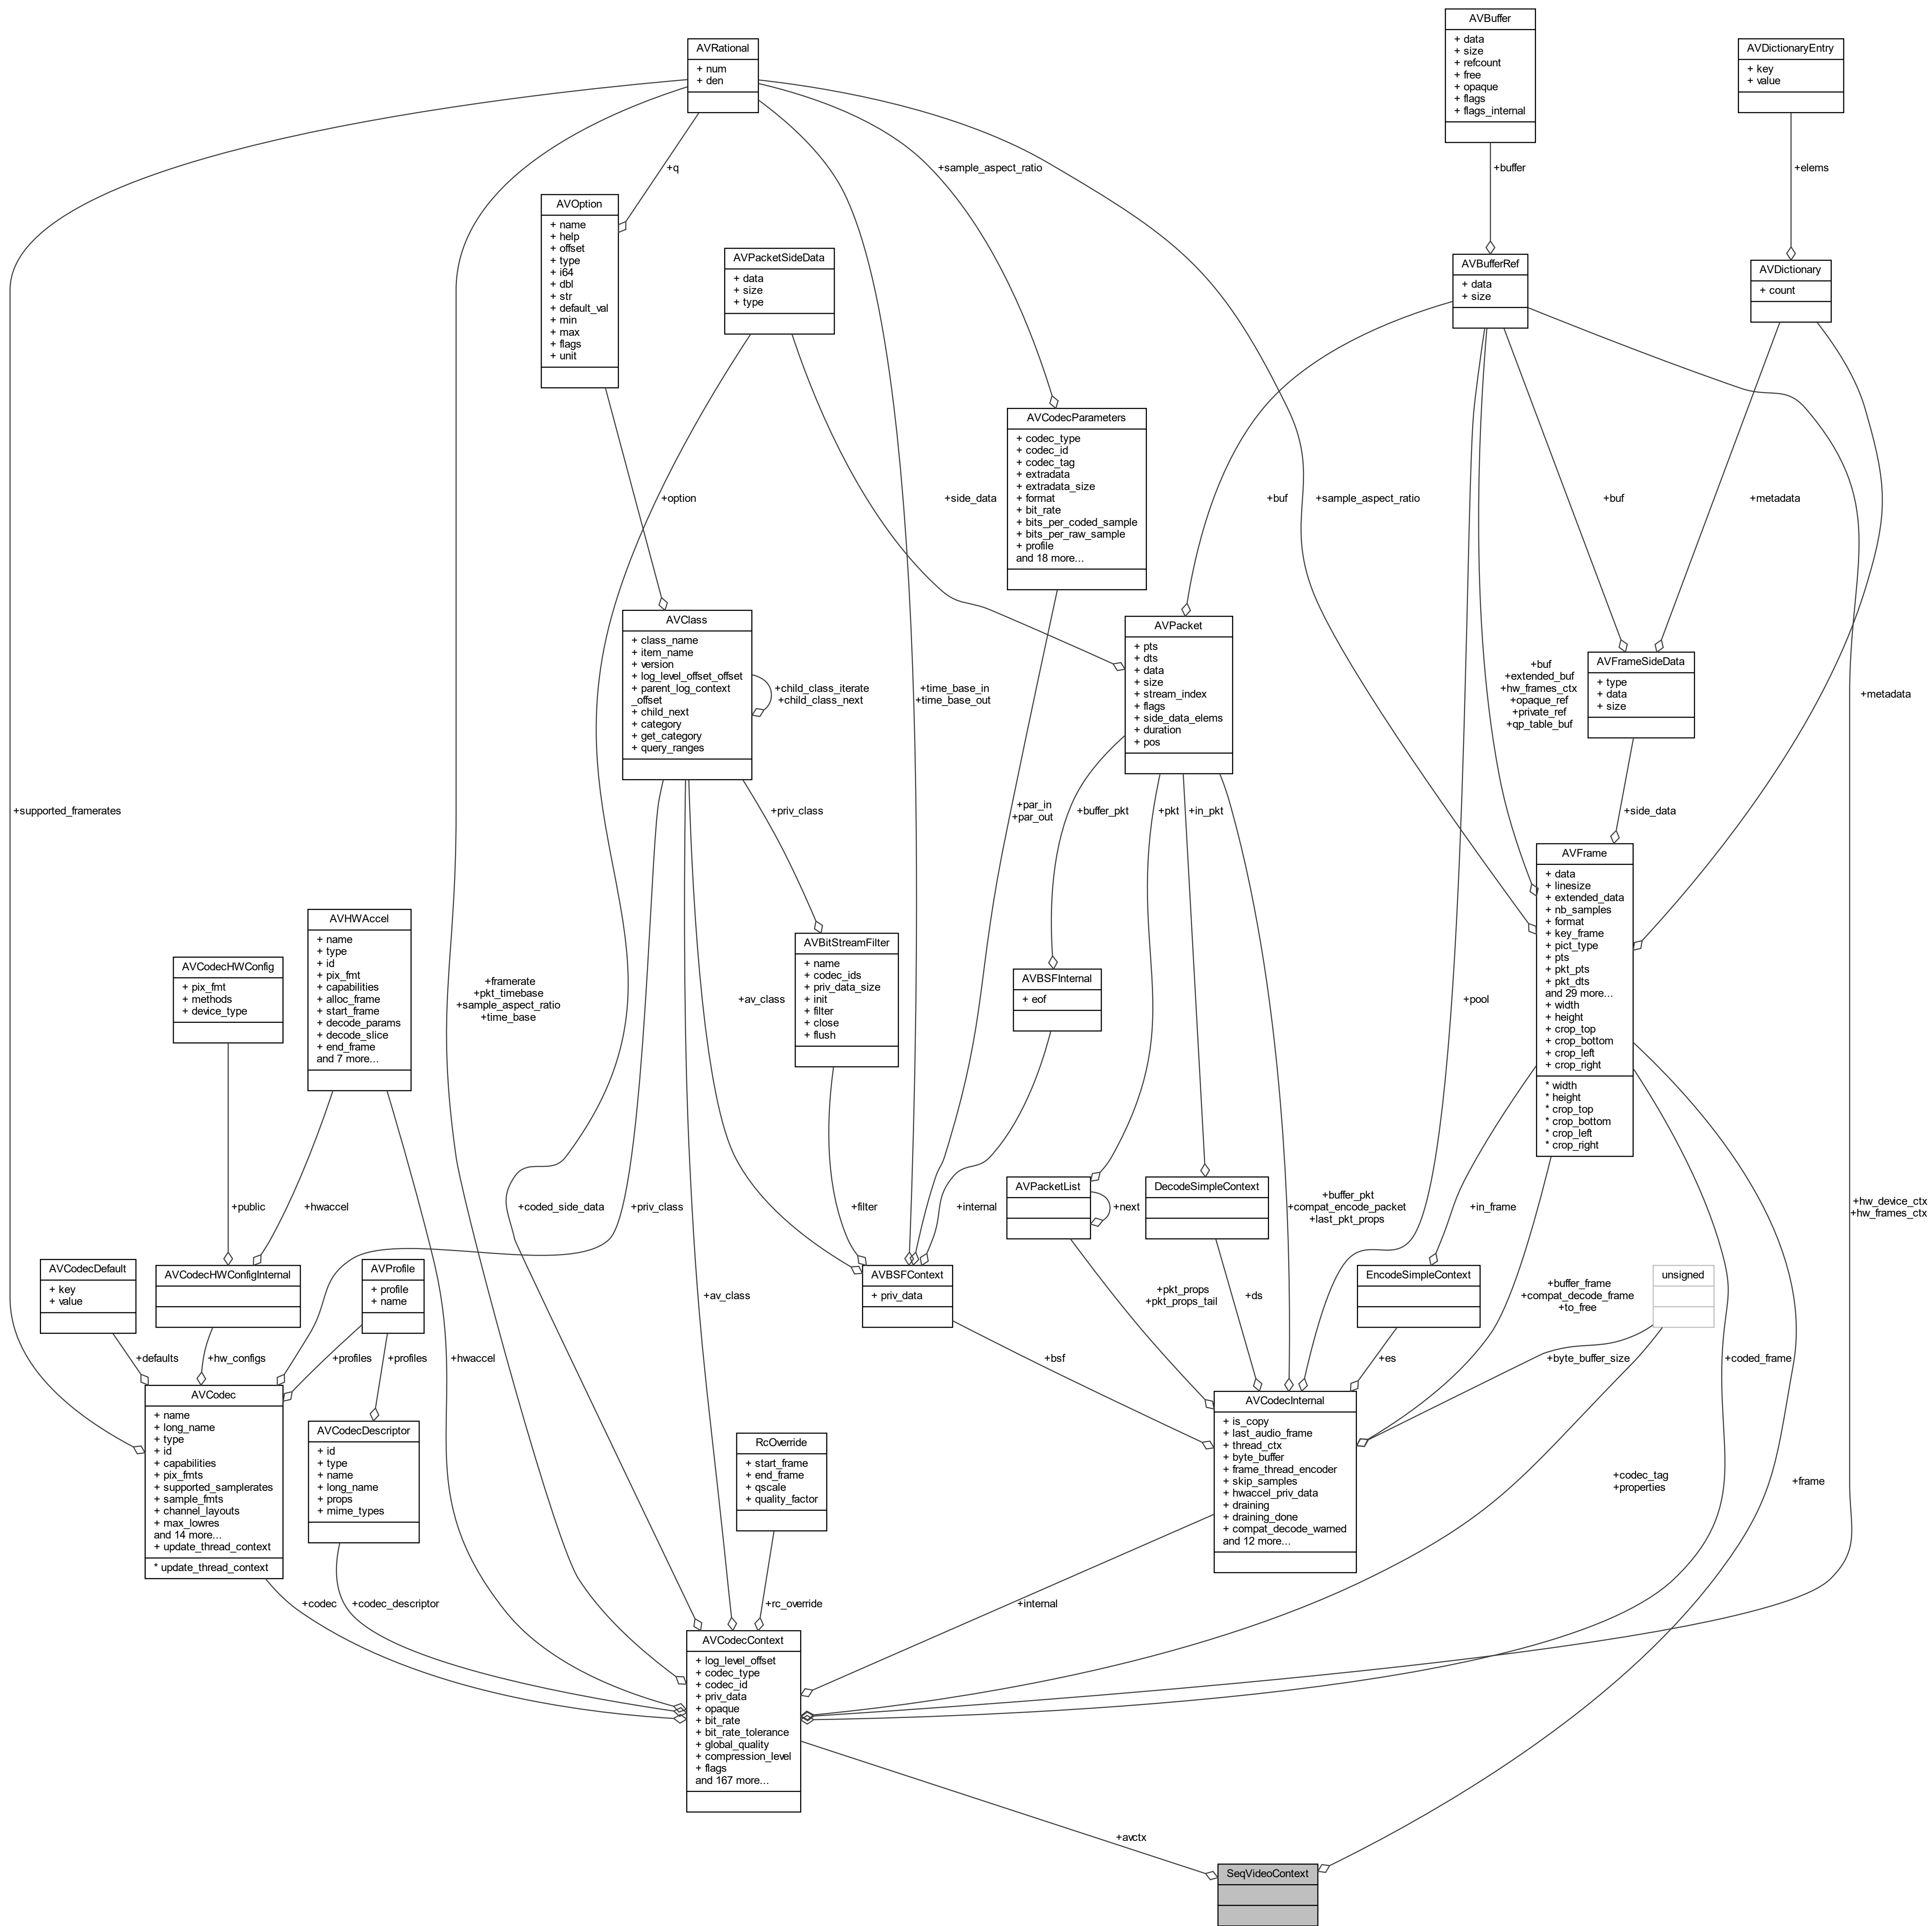 AVBuffer
+ data
+ size
+ refcount
+ free
+ opaque
+ flags
+ flags_internal
AVRational
+ num
+ den
AVDictionaryEntry
+ key
+ value
+q
+sample_aspect_ratio
+buffer
+elems
AVOption
+ name
+ help
+ offset
+ type
+ i64
+ dbl
+ str
+ default_val
+ min
+ max
+ flags
+ unit
AVPacketSideData
+ data
+ size
+ type
AVBufferRef
+ data
+ size
AVDictionary
+ count
AVCodecParameters
+ codec_type
+ codec_id
+ codec_tag
+ extradata
+ extradata_size
+ format
+ bit_rate
+ bits_per_coded_sample
+ bits_per_raw_sample
+ profile
and 18 more...
+option
+side_data
+buf
+sample_aspect_ratio
+buf
+metadata
AVClass
+ class_name
+ item_name
+ version
+ log_level_offset_offset
+ parent_log_context
_offset
+ child_next
+ category
+ get_category
+ query_ranges
+child_class_iterate
+child_class_next
+time_base_in
+time_base_out
AVPacket
+ pts
+ dts
+ data
+ size
+ stream_index
+ flags
+ side_data_elems
+ duration
+ pos
+buf
+extended_buf
+hw_frames_ctx
+opaque_ref
+private_ref
+qp_table_buf
AVFrameSideData
+ type
+ data
+ size
+metadata
+supported_framerates
+priv_class
+par_in
+par_out
+buffer_pkt
+pkt
+in_pkt
+side_data
AVFrame
+ data
+ linesize
+ extended_data
+ nb_samples
+ format
+ key_frame
+ pict_type
+ pts
+ pkt_pts
+ pkt_dts
and 29 more...
+ width
+ height
+ crop_top
+ crop_bottom
+ crop_left
+ crop_right
* width
* height
* crop_top
* crop_bottom
* crop_left
* crop_right
AVHWAccel
+ name
+ type
+ id
+ pix_fmt
+ capabilities
+ alloc_frame
+ start_frame
+ decode_params
+ decode_slice
+ end_frame
and 7 more...
AVCodecHWConfig
+ pix_fmt
+ methods
+ device_type
+framerate
+pkt_timebase
+sample_aspect_ratio
+time_base
+av_class
AVBitStreamFilter
+ name
+ codec_ids
+ priv_data_size
+ init
+ filter
+ close
+ flush
AVBSFInternal
+ eof
+pool
+public
+hwaccel
+coded_side_data
+priv_class
+filter
+internal
AVPacketList
+next
DecodeSimpleContext
+buffer_pkt
+compat_encode_packet
+last_pkt_props
+in_frame
+hw_device_ctx
+hw_frames_ctx
AVCodecDefault
+ key
+ value
AVCodecHWConfigInternal
AVProfile
+ profile
+ name
+av_class
AVBSFContext
+ priv_data
+pkt_props
+pkt_props_tail
+ds
EncodeSimpleContext
+buffer_frame
+compat_decode_frame
+to_free
unsigned
+defaults
+hw_configs
+profiles
+profiles
+hwaccel
+bsf
+es
+byte_buffer_size
+coded_frame
AVCodec
+ name
+ long_name
+ type
+ id
+ capabilities
+ pix_fmts
+ supported_samplerates
+ sample_fmts
+ channel_layouts
+ max_lowres
and 14 more...
+ update_thread_context
* update_thread_context
AVCodecDescriptor
+ id
+ type
+ name
+ long_name
+ props
+ mime_types
RcOverride
+ start_frame
+ end_frame
+ qscale
+ quality_factor
AVCodecInternal
+ is_copy
+ last_audio_frame
+ thread_ctx
+ byte_buffer
+ frame_thread_encoder
+ skip_samples
+ hwaccel_priv_data
+ draining
+ draining_done
+ compat_decode_warned
and 12 more...
+codec_tag
+properties
+frame
+codec
+codec_descriptor
+rc_override
+internal
AVCodecContext
+ log_level_offset
+ codec_type
+ codec_id
+ priv_data
+ opaque
+ bit_rate
+ bit_rate_tolerance
+ global_quality
+ compression_level
+ flags
and 167 more...
+avctx
SeqVideoContext